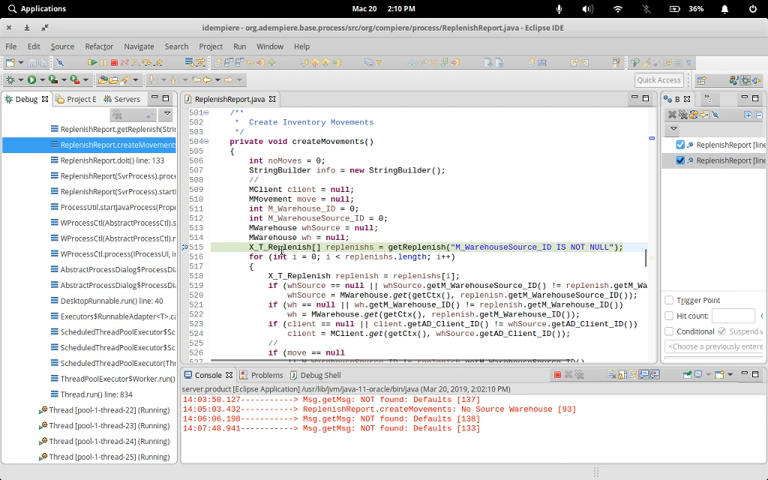 Applications
Mac 20 2:10 PM
36%
idempiere - org.adempiere.base.process/src/org/compiere/process/ReplenishReport.java - Eclipse IDE
File Edit Source Refactor Navigate Search Project Run Window Help
Quick Access
Debug
Project E
Servers
ReplenishReport.java
B
ReplenishReport.getReplenish(Stri
ReplenishReport.createMovements
ReplenishReport.doIt() line: 133
ReplenishReport(SvrProcess).proce
ReplenishReport(SvrProcess).startI
ProcessUtil.startJavaProcess(Prope
WProcessCtl(AbstractProcessCtl).s
WProcessCtl(AbstractProcessCtl).r
WProcessCtl.process(IProcessUI, in
AbstractProcessDialog$ProcessDi
AbstractProcessDialog$ProcessDi
DesktopRunnable.run() line: 40
Executors$RunnableAdapter<T>.ca
ScheduledThreadPoolExecutor$Sc
ScheduledThreadPoolExecutor$Sc
ScheduledThreadPoolExecutor(Thr
ThreadPoolExecutor$Worker.run()
Thread.run() line: 834
Thread [pool-1-thread-22] (Running)
Thread [pool-1-thread-23] (Running)
Thread [pool-1-thread-24] (Running)
Thread [pool-1-thread-25] (Running)
501 /**
502 * Create Inventory Movements
503 */
504 private void createMovements()
505 {
506 int noMoves = 0;
507 StringBuilder info = new StringBuilder();
508 //
509 MClient client = null;
510 MMovement move = null;
511 int M_Warehouse_ID = 0;
512 int M_WarehouseSource_ID = 0;
513 MWarehouse whSource = null;
514 MWarehouse wh = null;
515 X_T_Replenish[] replenishs = getReplenish("M_WarehouseSource_ID IS NOT NULL");
516 for (int i = 0; i < replenishs.length; i++)
517 {
518 X_T_Replenish replenish = replenishs[i];
519 if (whSource == null || whSource.getM_WarehouseSource_ID() != replenish.getM_Wa
520 whSource = MWarehouse.get(getCtx(), replenish.getM_WarehouseSource_ID());
521 if (wh == null || wh.getM_Warehouse_ID() != replenish.getM_Warehouse_ID())
522 wh = MWarehouse.get(getCtx(), replenish.getM_Warehouse_ID());
523 if (client == null || client.getAD_Client_ID() != whSource.getAD_Client_ID())
524 client = MClient.get(getCtx(), whSource.getAD_Client_ID());
525 //
526 if (move == null
ReplenishReport [line
ReplenishReport [line
Trigger Point
Hit count:
Conditional Suspend w
<Choose a previously entere
Console
Problems
Debug Shell
server.product [Eclipse Application] /usr/lib/jvm/java-11-oracle/bin/java (Mar 20, 2019, 2:02:10 PM)
14:03:50.127-----------> Msg.getMsg: NOT found: Defaults [137]
14:05:03.432-----------> ReplenishReport.createMovements: No Source Warehouse [93]
14:06:06.198-----------> Msg.getMsg: NOT found: Defaults [138]
14:07:48.941-----------> Msg.getMsg: NOT found: Defaults [133]